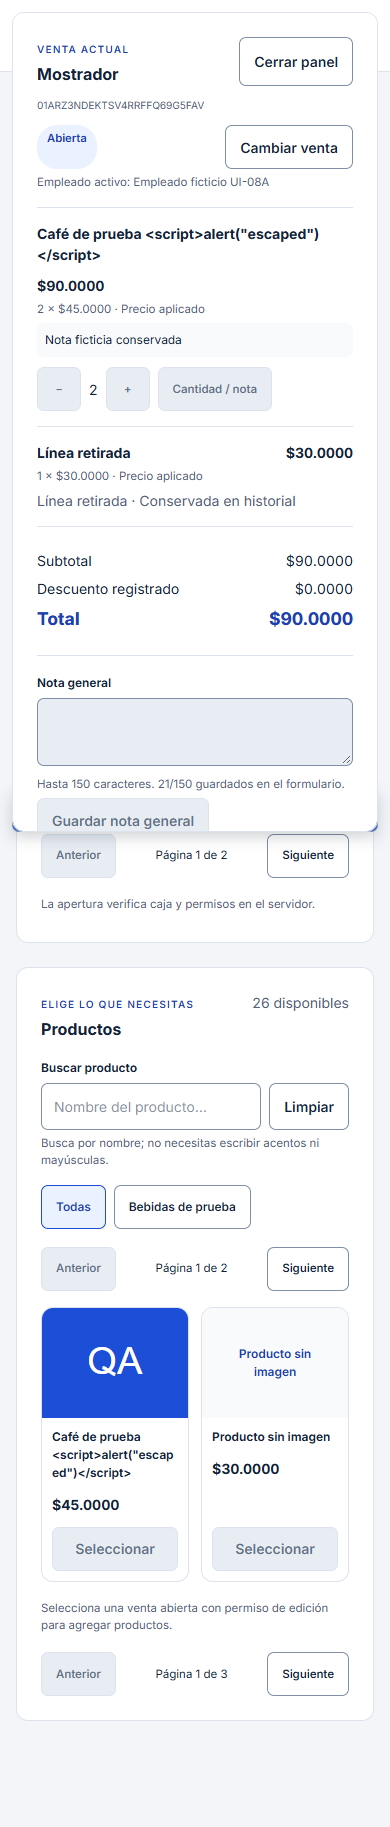 VENTA ACTUAL
Mostrador
Cerrar panel
01ARZ3NDEKTSV4RRFFQ69G5FAV
Abierta
Cambiar venta
Empleado activo: Empleado ficticio UI-08A
Café de prueba <script>alert("escaped")
</script>
$90.0000
2 × $45.0000 · Precio aplicado
Nota ficticia conservada
− 2 + Cantidad / nota
Línea retirada $30.0000
1 × $30.0000 · Precio aplicado
Línea retirada · Conservada en historial
Subtotal $90.0000
Descuento registrado $0.0000
Total $90.0000
Nota general
Hasta 150 caracteres. 21/150 guardados en el formulario.
Guardar nota general
Anterior Página 1 de 2 Siguiente
La apertura verifica caja y permisos en el servidor.
ELIGE LO QUE NECESITAS
26 disponibles
Productos
Buscar producto
Nombre del producto... Limpiar
Busca por nombre; no necesitas escribir acentos ni
mayúsculas.
Todas Bebidas de prueba
Anterior Página 1 de 2 Siguiente
QA
Café de prueba
<script>alert("escap
ed")</script>
$45.0000
Seleccionar
Producto sin
imagen
Producto sin imagen
$30.0000
Seleccionar
Selecciona una venta abierta con permiso de edición
para agregar productos.
Anterior Página 1 de 3 Siguiente